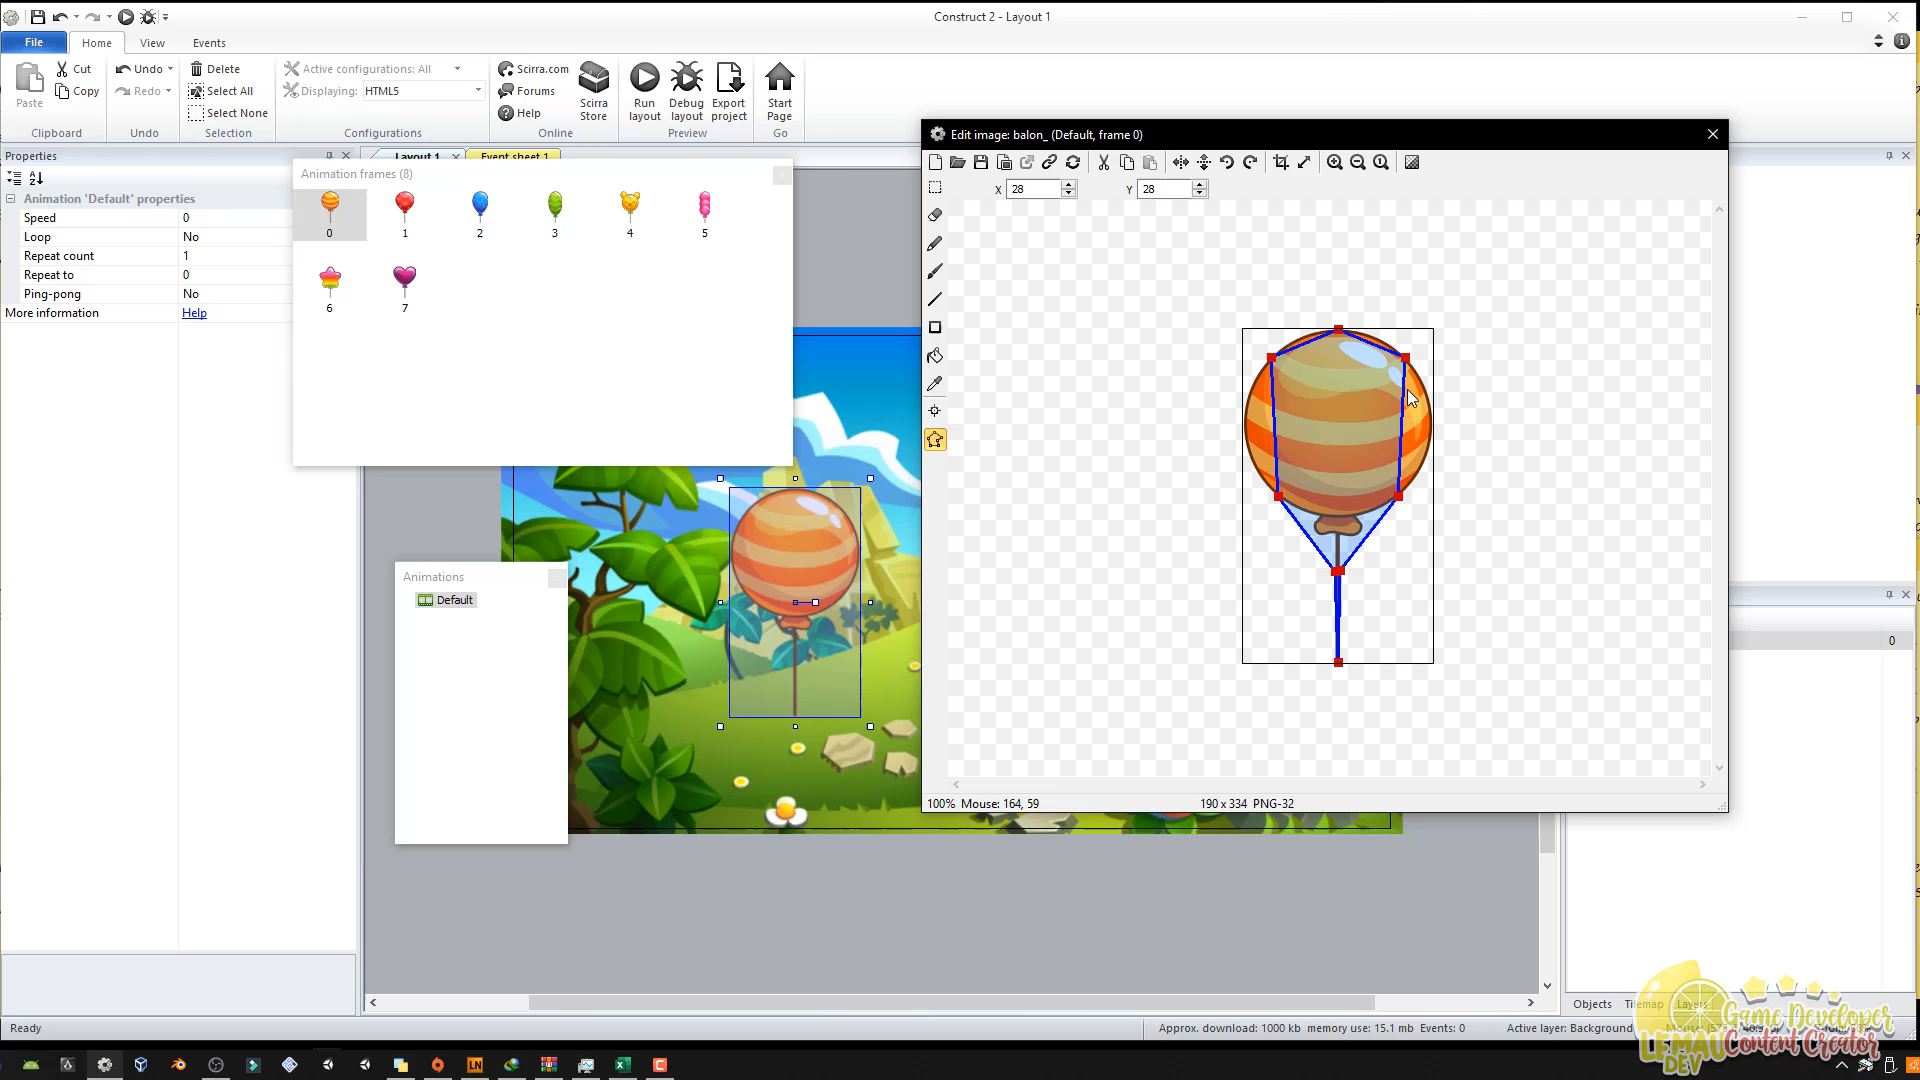 Construct 2 - Layout 1
File
Home
View
Events
Paste
Cut
Copy
Clipboard
Undo
Redo
Undo
Delete
Select All
Select None
Selection
Active configurations: All
Displaying: HTML5
Configurations
Scirra.com
Forums
Help
Scirra
Store
Online
Run
layout
Debug
layout
Export
project
Preview
Start
Page
Go
Properties
Layout 1
Event sheet 1
Animation 'Default' properties
Speed 0
Loop No
Repeat count 1
Repeat to 0
Ping-pong No
More information Help
Animation frames (8)
0 1 2 3 4 5
6 7
Animations
Default
Edit image: balon_ (Default, frame 0)
X 28 Y 28
100% Mouse: 164, 59 190 x 334 PNG-32
0
Objects Tilemap Layers
Ready
Approx. download: 1000 kb memory use: 15.1 mb Events: 0 Active layer: Background
Game Developer
Content Creator
LEMAU
DEV
LN